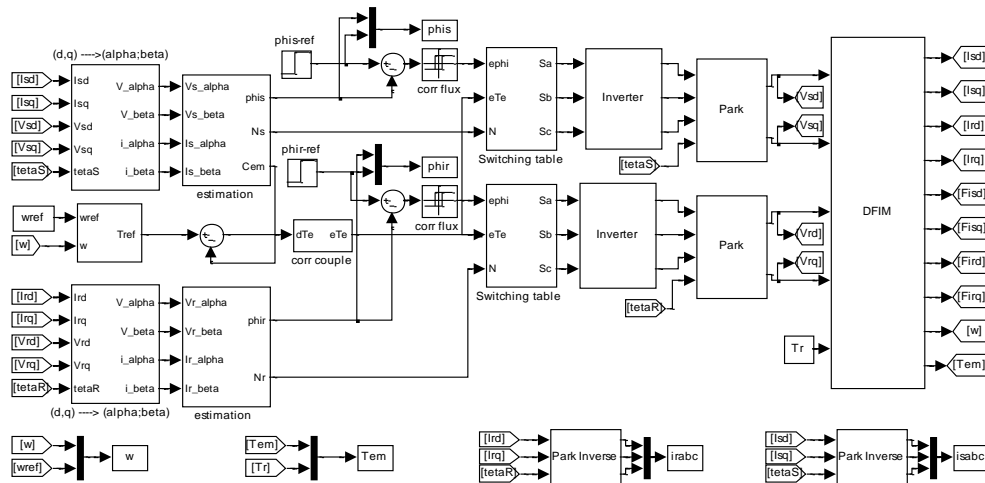 (d,q) ---->(alpha;beta)
[Isd]
[Isq]
[Vsd]
[Vsq]
[tetaS]
Isd
Isq
Vsd
Vsq
tetaS
V_alpha
V_beta
i_alpha
i_beta
Vs_alpha
Vs_beta
Is_alpha
Is_beta
phis
Ns
Cem
estimation
phis-ref
phis
corr flux
ephi
eTe
N
Sa
Sb
Sc
Switching table
Inverter
Park
[tetaS]
[Vsd]
[Vsq]
wref
[w]
wref
w
Tref
dTe
eTe
corr couple
phir-ref
phir
corr flux
ephi
eTe
N
Sa
Sb
Sc
Switching table
Inverter
Park
[tetaR]
[Vrd]
[Vrq]
[Ird]
[Irq]
[Vrd]
[Vrq]
[tetaR]
Ird
Irq
Vrd
Vrq
tetaR
V_alpha
V_beta
i_alpha
i_beta
(d,q) ----> (alpha;beta)
Vr_alpha
Vr_beta
Ir_alpha
Ir_beta
phir
Nr
estimation
Tr
DFIM
[Isd]
[Isq]
[Ird]
[Irq]
[Fisd]
[Fisq]
[Fird]
[Firq]
[w]
[Tem]
[w]
[wref]
w
[Tem]
[Tr]
Tem
[Ird]
[Irq]
[tetaR]
Park Inverse
irabc
[Isd]
[Isq]
[tetaS]
Park Inverse
isabc